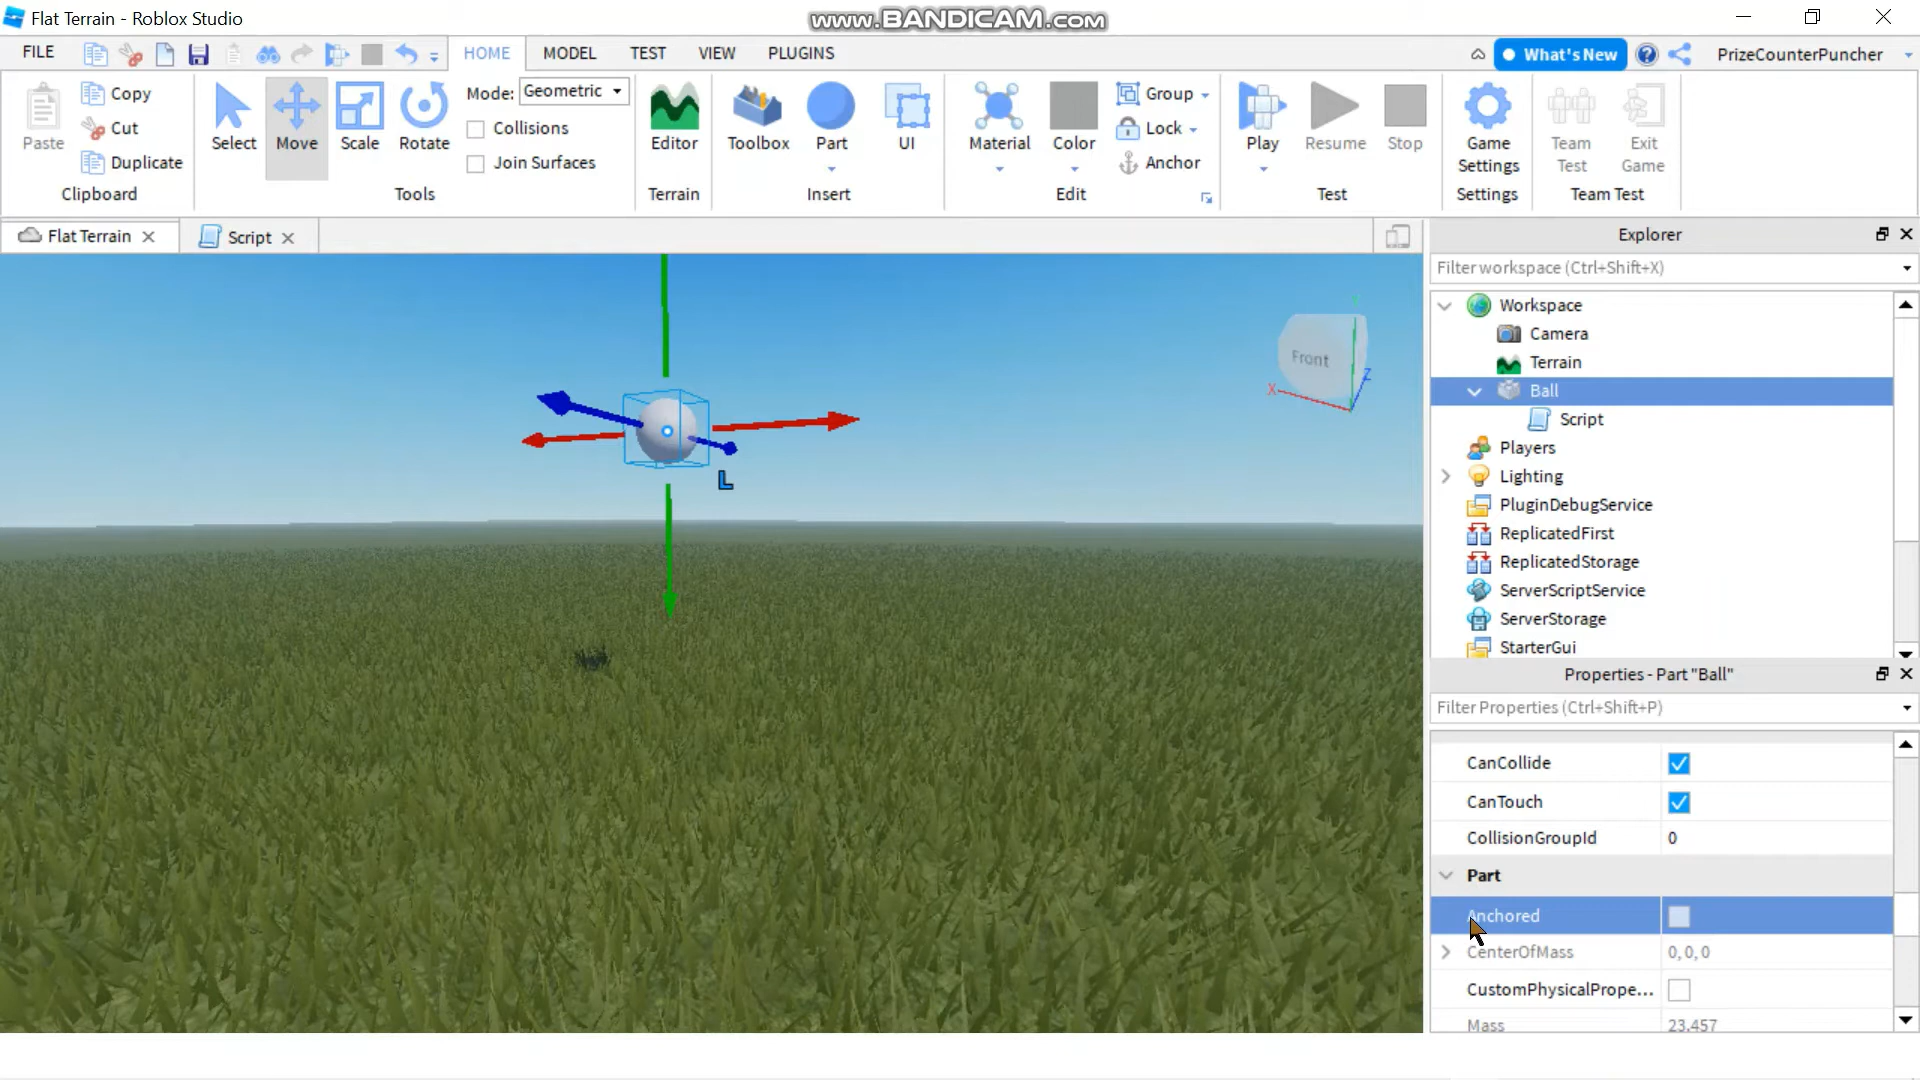 Flat Terrain - Roblox Studio
www.BANDICAM.com
FILE
HOME
MODEL
TEST
VIEW
PLUGINS
What's New
PrizeCounterPuncher
Paste
Copy
Cut
Duplicate
Clipboard
Select
Move
Scale
Rotate
Mode: Geometric
Collisions
Join Surfaces
Tools
Editor
Terrain
Toolbox
Part
UI
Insert
Material
Color
Group
Lock
Anchor
Edit
Play
Resume
Stop
Test
Game
Settings
Settings
Team
Test
Exit
Game
Team Test
Flat Terrain
Script
Front
X
Z
L
Explorer
Filter workspace (Ctrl+Shift+X)
Workspace
Camera
Terrain
Ball
Script
Players
Lighting
PluginDebugService
ReplicatedFirst
ReplicatedStorage
ServerScriptService
ServerStorage
StarterGui
Properties - Part "Ball"
Filter Properties (Ctrl+Shift+P)
CanCollide
CanTouch
CollisionGroupId 0
Part
Anchored
CenterOfMass 0, 0, 0
CustomPhysicalPrope...
Mass 23.457